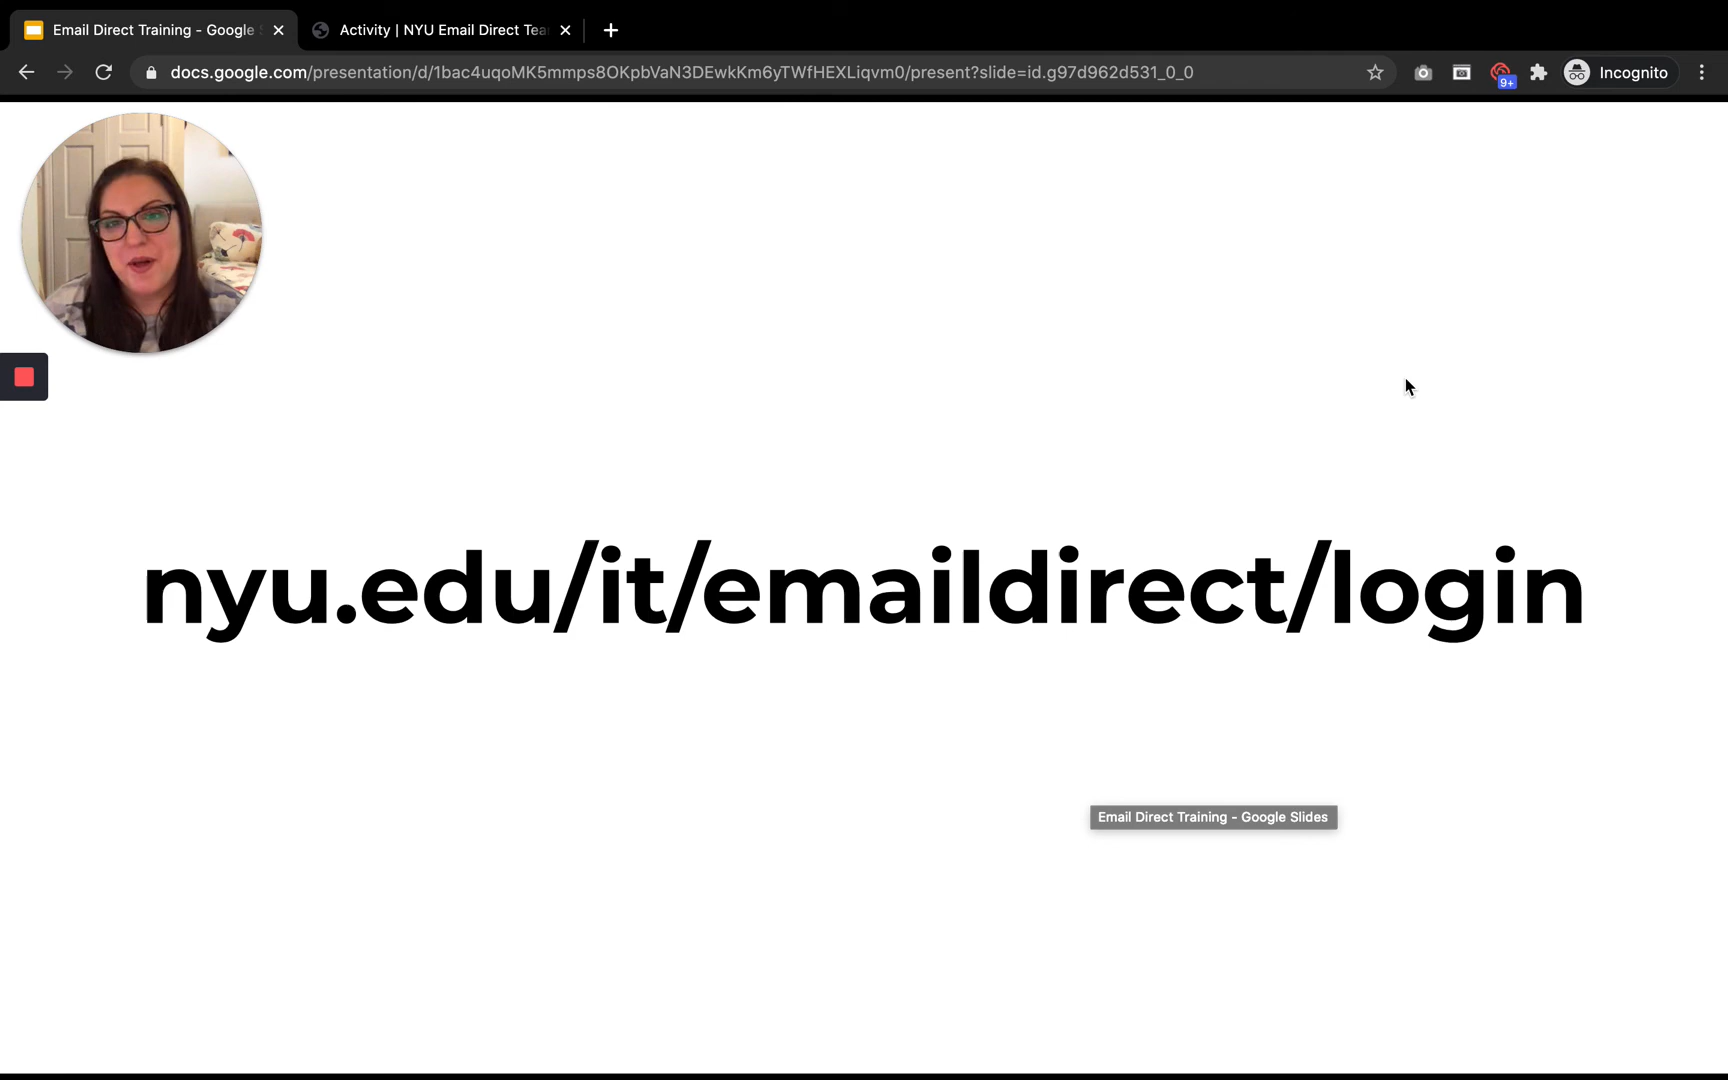 Email Direct Training - Google S
Activity | NYU Email Direct Tea
docs.google.com/presentation/d/1bac4uqoMK5mmps8OKpbVaN3DEwkKm6yTWfHEXLiqvm0/present?slide=id.g97d962d531_0_0
9+
Incognito
nyu.edu/it/emaildirect/login
Email Direct Training - Google Slides